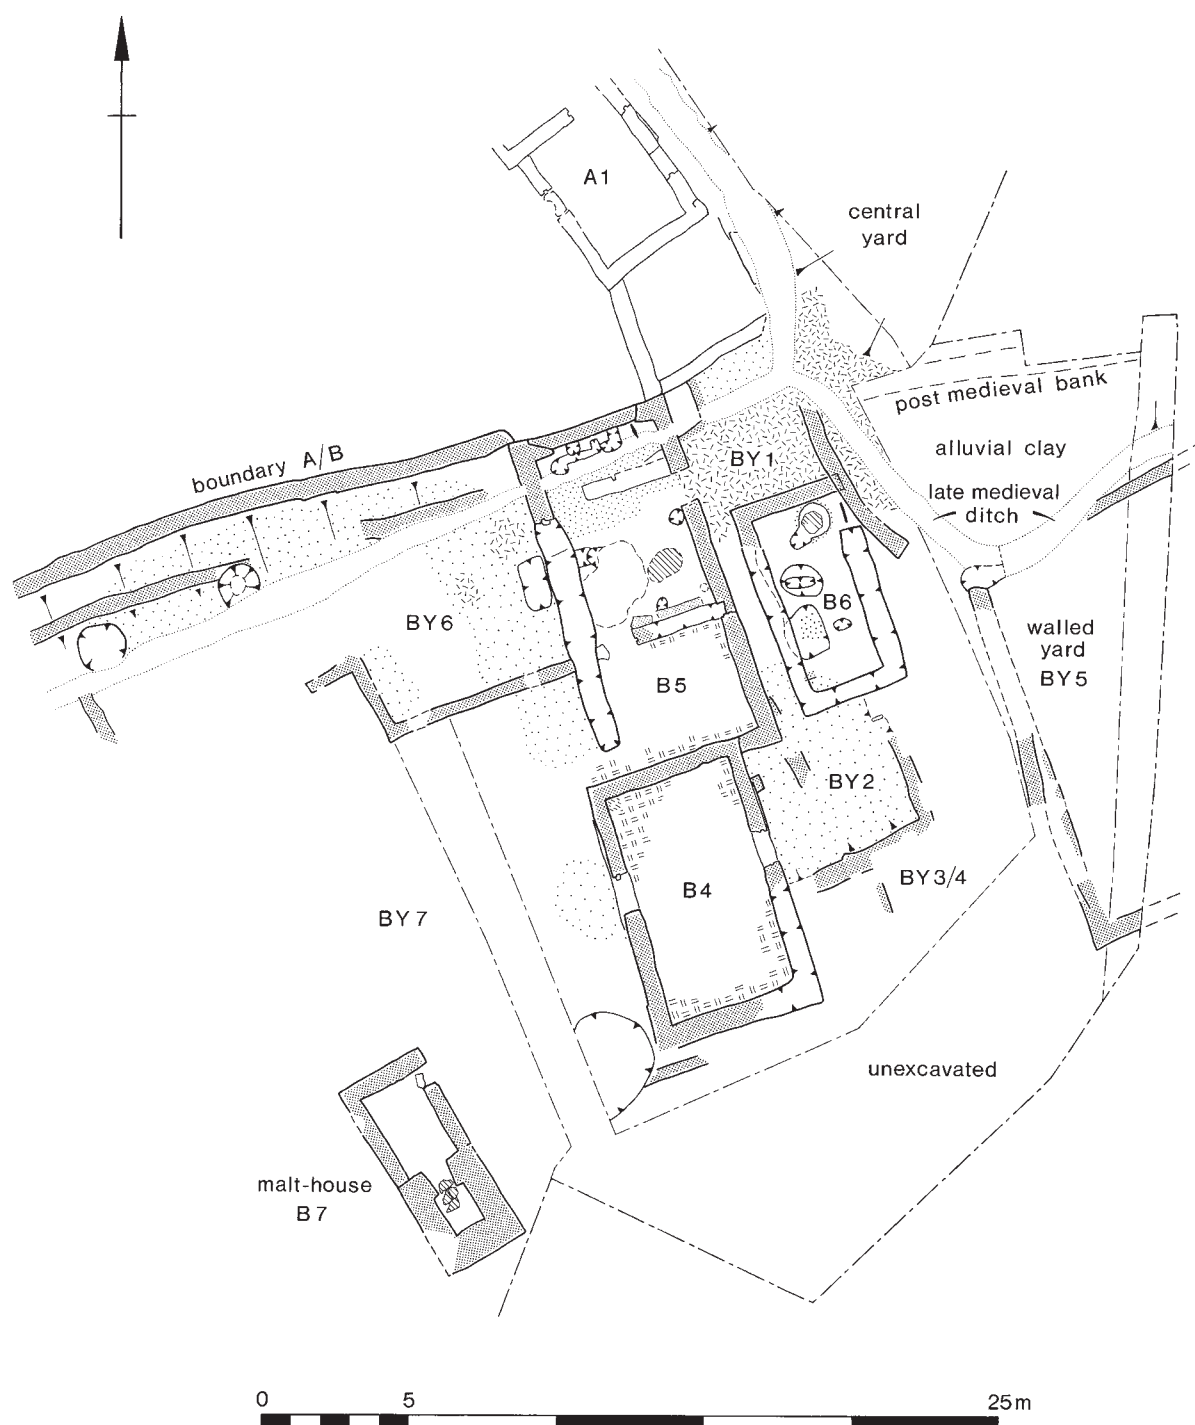 A1
central
yard
post medieval bank
boundary A/B
BY1
alluvial clay
late medieval
ditch
B6
BY6
walled
yard
BY5
B5
BY2
BY3/4
B4
BY7
unexcavated
malt-house
B7
0 5 25m